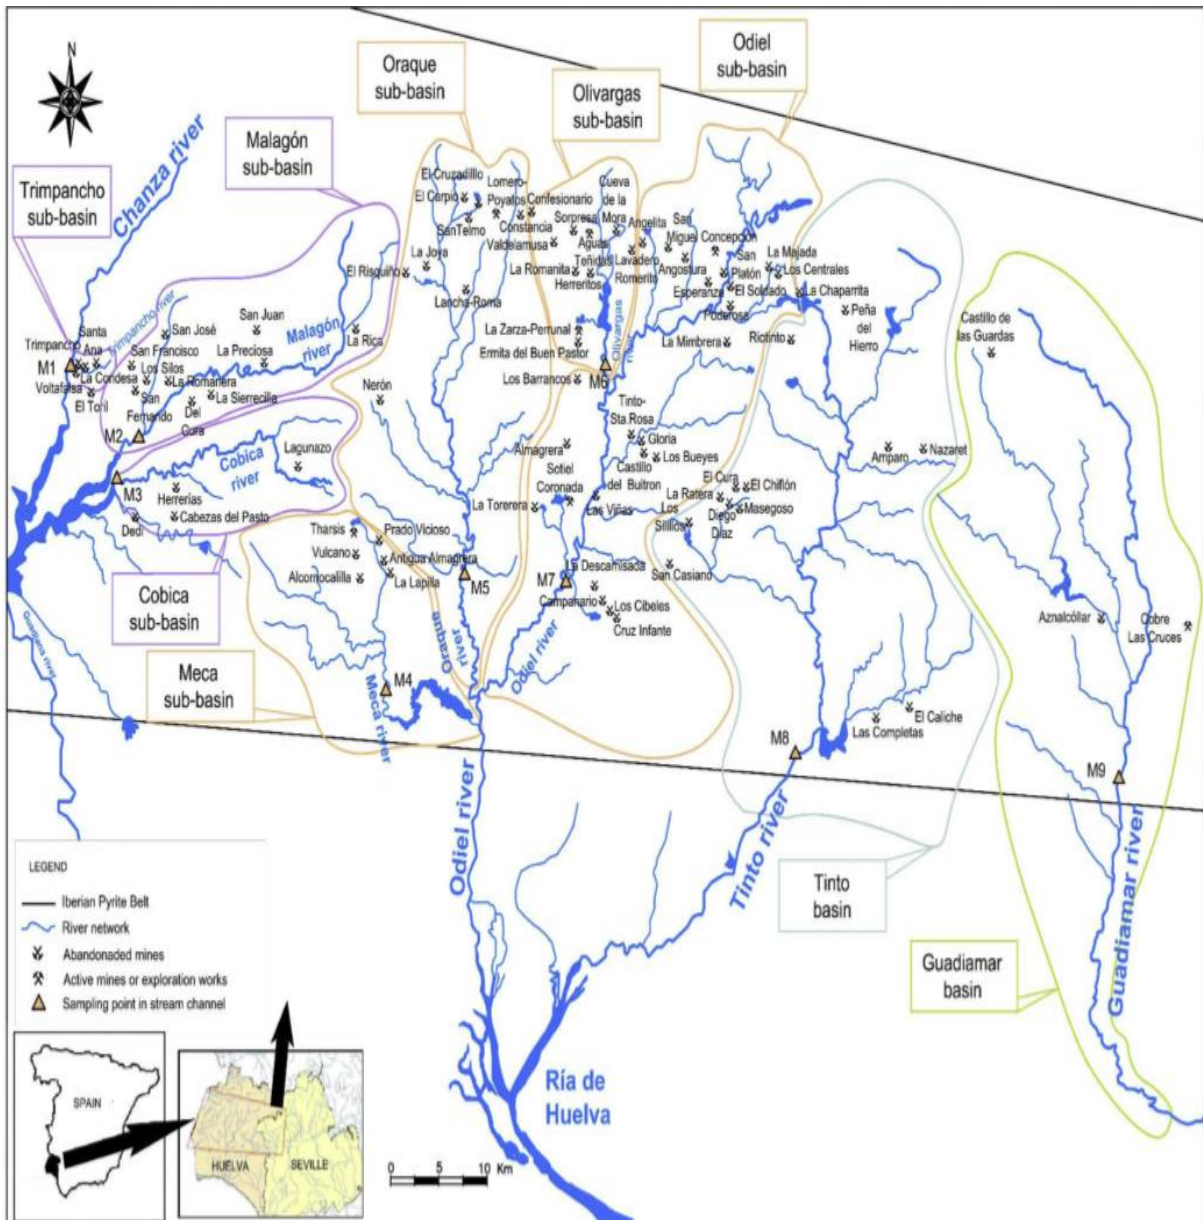 N
Trimpancho
sub-basin
Malagón
sub-basin
Oraque
sub-basin
Olivargas
sub-basin
Odiel
sub-basin
Chanza river
El Cruzadilllo
El Carpio
SanTelmo
Lomero-
Poyatos
Confesionario
Constancia
Valdelamusa
Sorpresa
Cueva
de la
Mora
Aguas
Teñidas
La Romanita
Herreritos
Angelita
Lavadero
Romerito
San
Miguel
Concepción
Angostura
San
Platón
Esperanza
El Soldado
Poderosa
La Majada
Los Centrales
La Chaparrita
La Joya
El Risquiño
Lancha-Roma
Peña
del
Hierro
Castillo de
las Guardas
Santa
Ana
Trimpancho
Trimpancho river
San José
San Juan
San Francisco
La Preciosa
Malagón
river
La Rica
M1
Los Silos
Voltafalsa
La Condesa
La Romanera
El Toril
San
Fernando
Del
Cura
La Sierrecilla
M2
La Zarza-Perrunal
Ermita del Buen Pastor
Los Barrancos
Olivargas
river
M6
La Mimbrera
Riotinto
Nerón
Tinto-
Sta.Rosa
Gloria
Castillo
del Buitron
Los Bueyes
Almagrera
Sotiel
Coronada
La Torerera
Las Viñas
Amparo
Nazaret
M3
Cobica
river
Lagunazo
Herrerías
Cabezas del Pasto
Dedi
El Cura
El Chiflón
La Ratera
Los
Silillos
Diego
Díaz
Masegoso
San Casiano
Tharsis
Prado Vicioso
Vulcano
Antigua Almagrera
Alcornocalilla
La Lapilla
M5
M7
La Descamisada
Campanario
Los Cibeles
Cruz Infante
Cobica
sub-basin
Guadiana river
Meca
sub-basin
Oraque
river
Odiel river
M4
Meca river
Aznalcóllar
Cobre
Las Cruces
El Caliche
Las Completas
M8
M9
Odiel river
Tinto river
Guadiamar river
Tinto
basin
Guadiamar
basin
LEGEND
Iberian Pyrite Belt
River network
Abandonaded mines
Active mines or exploration works
Sampling point in stream channel
SPAIN
HUELVA
SEVILLE
0 5 10 Km
Ría de
Huelva